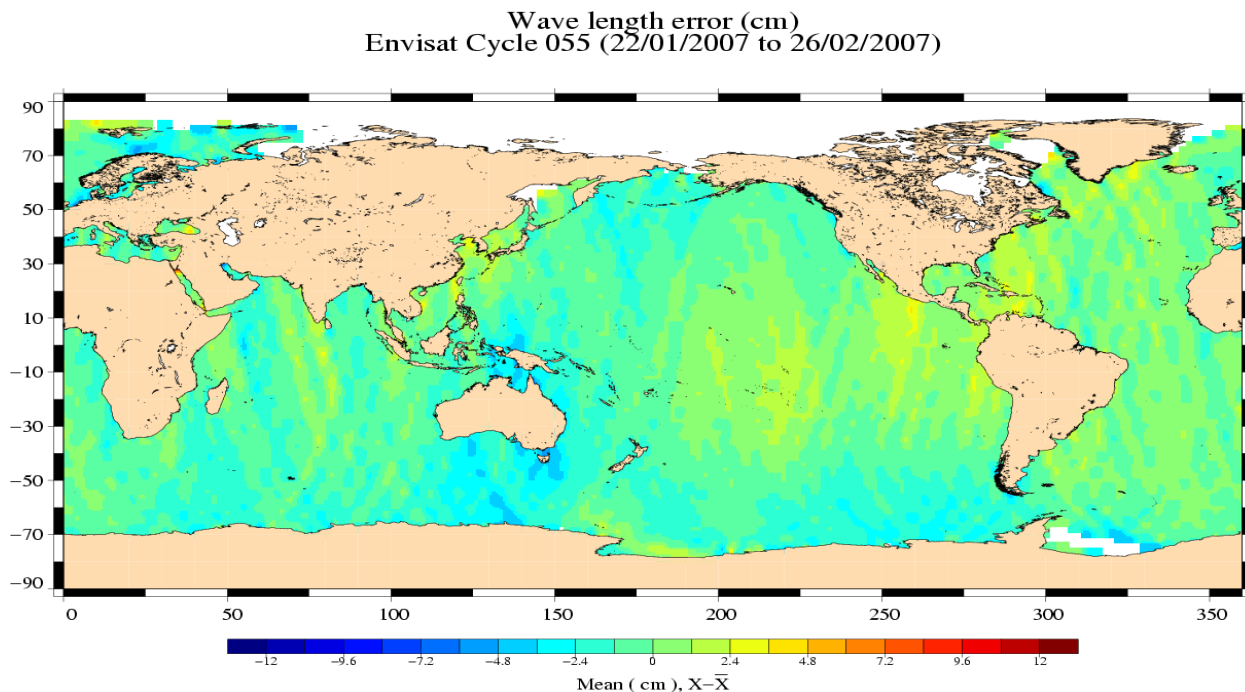 Wave length error (cm)
Envisat Cycle 055 (22/01/2007 to 26/02/2007)
90
70
50
30
10
−10
−30
−50
−70
−90
0 50 100 150 200 250 300 350
−12 −9.6 −7.2 −4.8 −2.4 0 2.4 4.8 7.2 9.6 12
Mean ( cm ), X−X̅